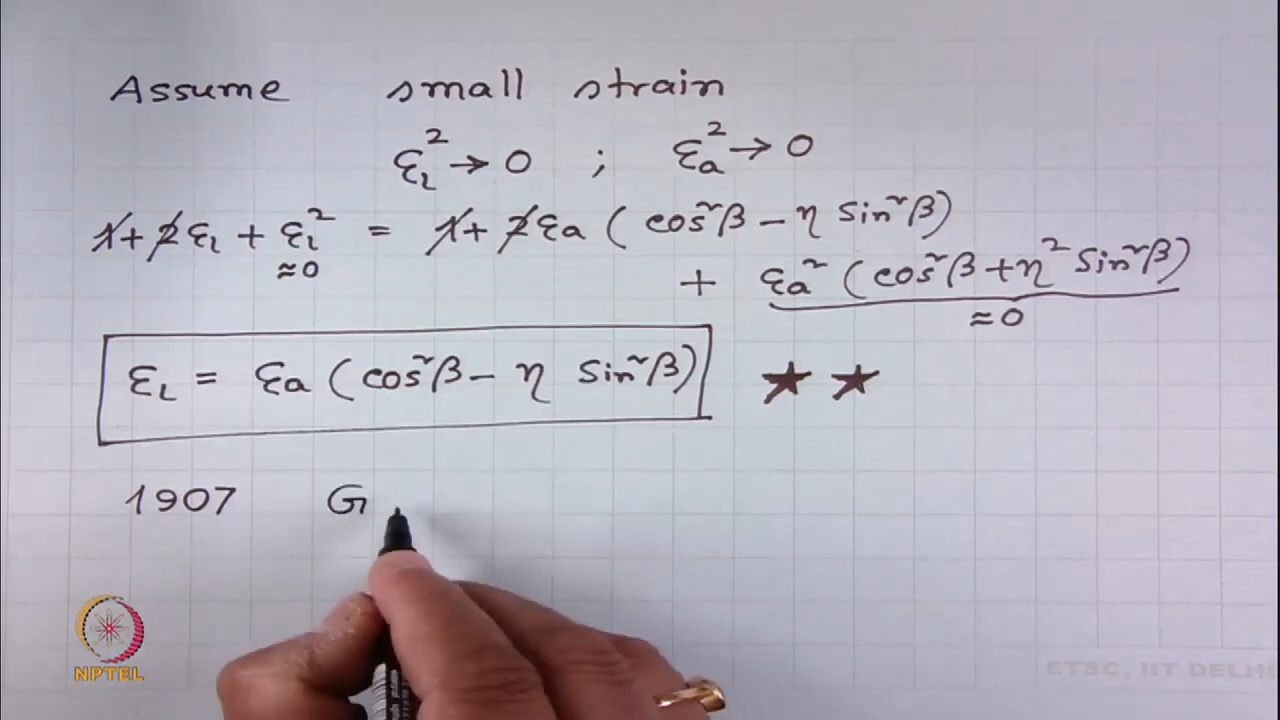 Assume small strain
ε_l² → 0 ; ε_a² → 0
1 + 2ε_l + ε_l² = 1 + 2ε_a ( cos²β − η sin²β)
≈0
+ ε_a² (cos²β + η² sin²β)
≈0
ε_L = ε_a (cos²β − η sin²β) ★ ★
1907 G
NPTEL
ETSC, IIT DELHI